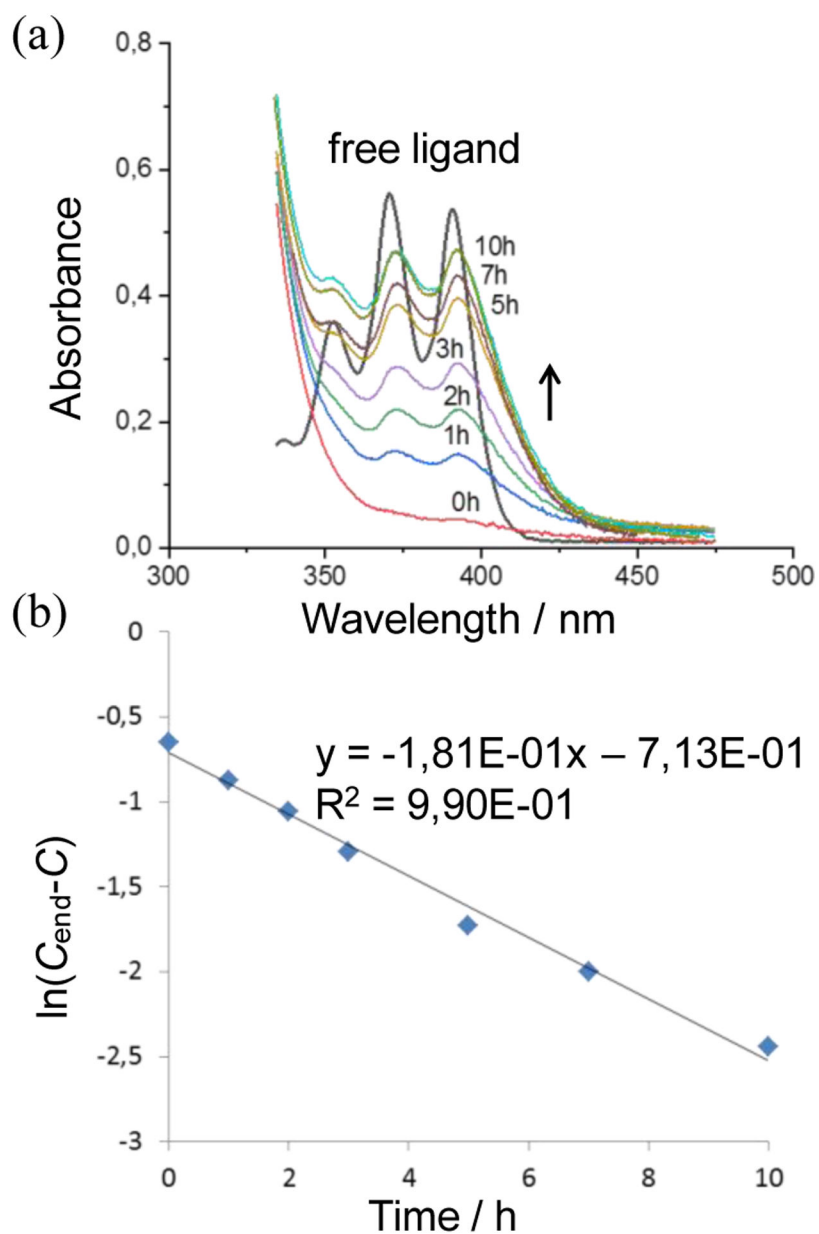 (a)
0,8
0,6
0,4
0,2
0,0
Absorbance
free ligand
10h
7h
5h
3h
2h
1h
0h
300 350 400 450 500
Wavelength / nm
(b)
0
-0,5
-1
-1,5
-2
-2,5
-3
ln(Cend-C)
y = -1,81E-01x – 7,13E-01
R² = 9,90E-01
0 2 4 6 8 10
Time / h